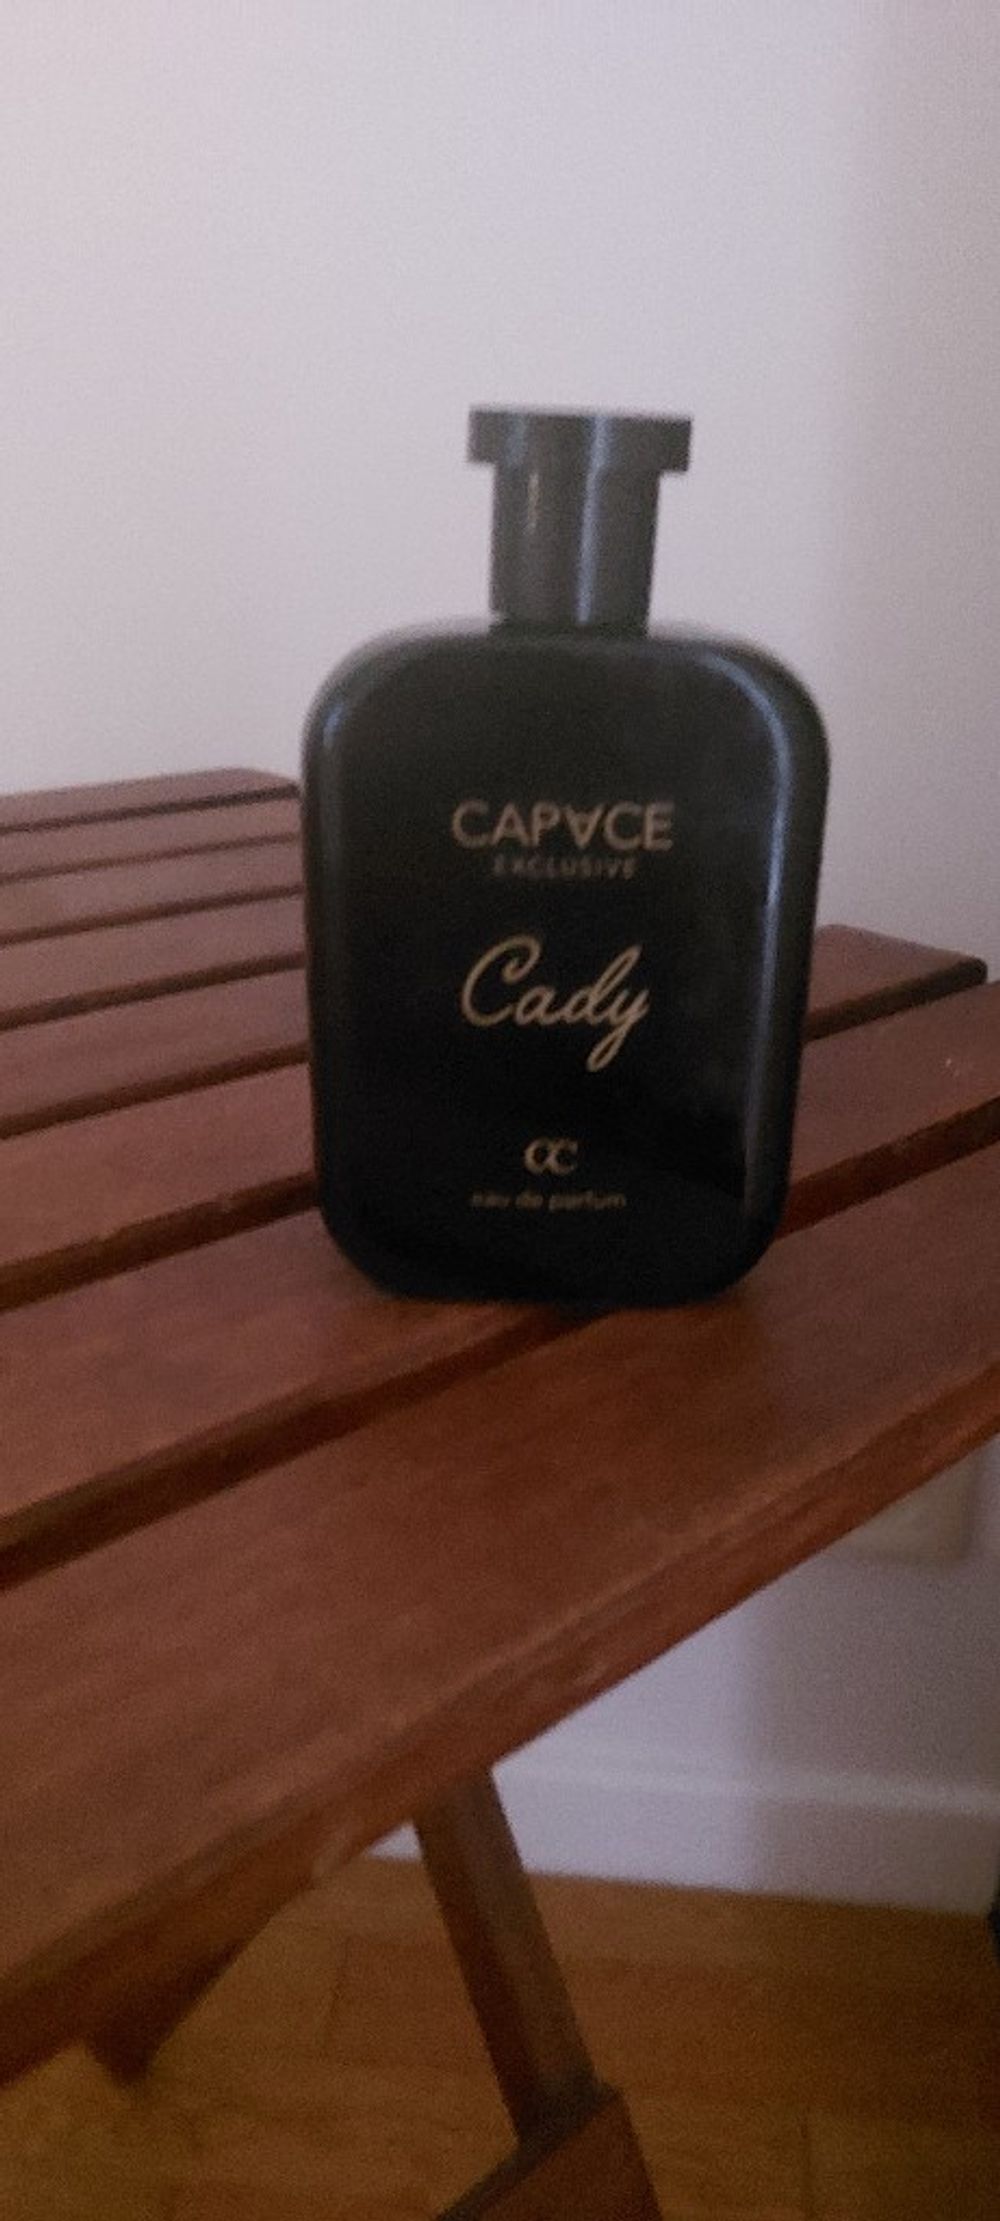 CAPACE
EXCLUSIVE
Cady
CC
eau de parfum